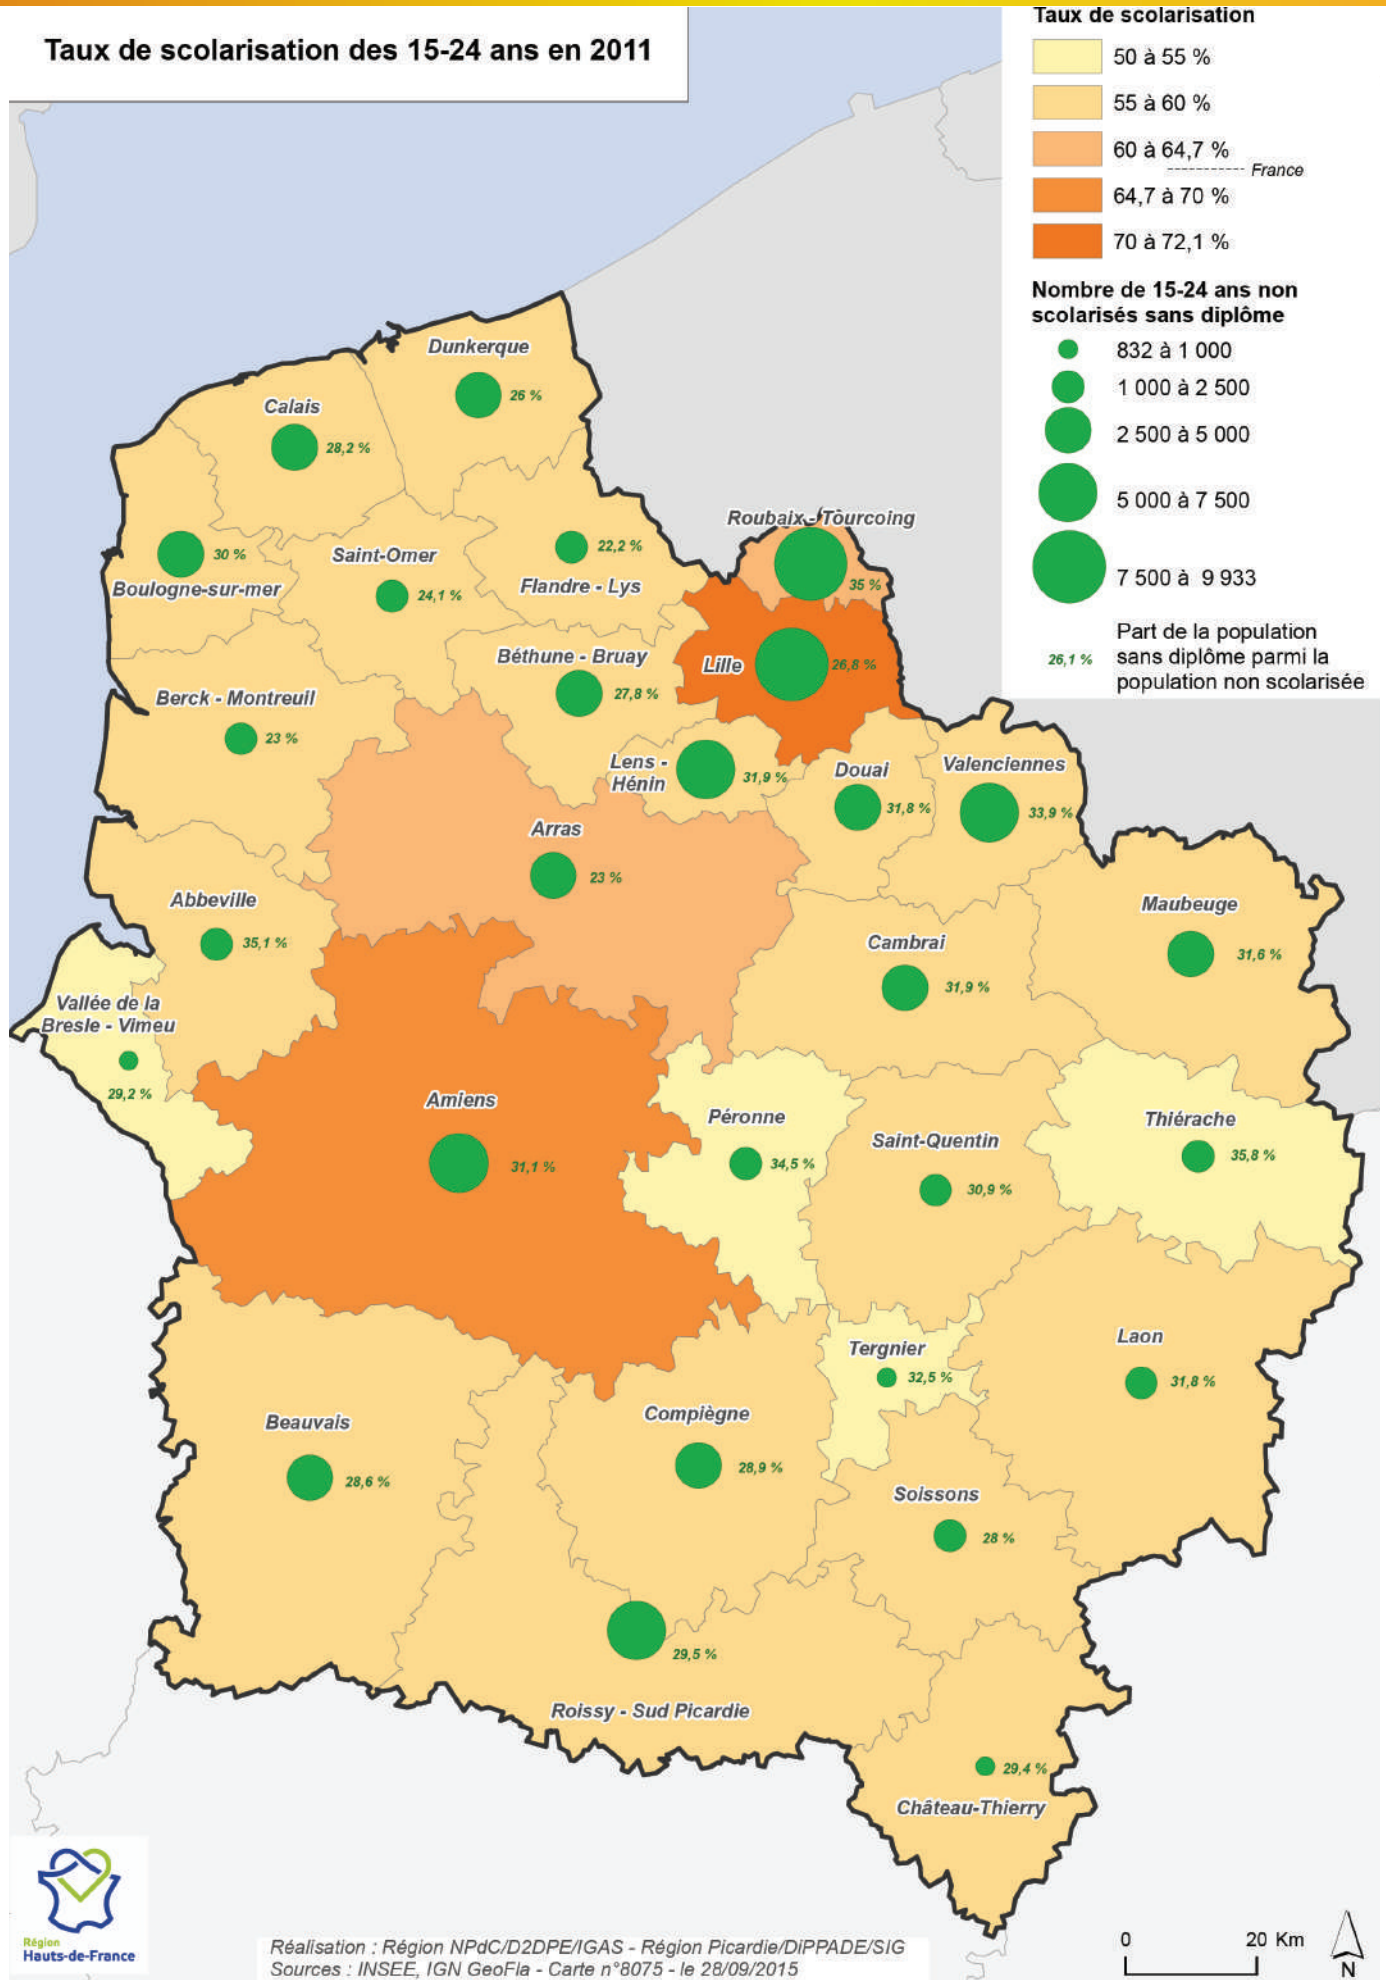 Taux de scolarisation des 15-24 ans en 2011
Taux de scolarisation
50 à 55 %
55 à 60 %
60 à 64,7 %
France
64,7 à 70 %
70 à 72,1 %
Nombre de 15-24 ans non
scolarisés sans diplôme
832 à 1 000
1 000 à 2 500
2 500 à 5 000
5 000 à 7 500
7 500 à 9 933
26,1 %
Part de la population
sans diplôme parmi la
population non scolarisée
Dunkerque
26 %
Calais
28,2 %
Boulogne-sur-mer
30 %
Saint-Omer
24,1 %
Flandre - Lys
22,2 %
Roubaix - Tourcoing
35 %
Lille
26,8 %
Béthune - Bruay
27,8 %
Berck - Montreuil
23 %
Lens -
Hénin
31,9 %
Douai
31,8 %
Valenciennes
33,9 %
Arras
23 %
Abbeville
35,1 %
Cambrai
31,9 %
Maubeuge
31,6 %
Vallée de la
Bresle - Vimeu
29,2 %
Amiens
31,1 %
Péronne
34,5 %
Saint-Quentin
30,9 %
Thiérache
35,8 %
Tergnier
32,5 %
Laon
31,8 %
Beauvais
28,6 %
Compiègne
28,9 %
Soissons
28 %
29,5 %
Roissy - Sud Picardie
29,4 %
Château-Thierry
Région
Hauts-de-France
Réalisation : Région NPdC/D2DPE/IGAS - Région Picardie/DiPPADE/SIG
Sources : INSEE, IGN GeoFla - Carte n°8075 - le 28/09/2015
0 20 Km
N